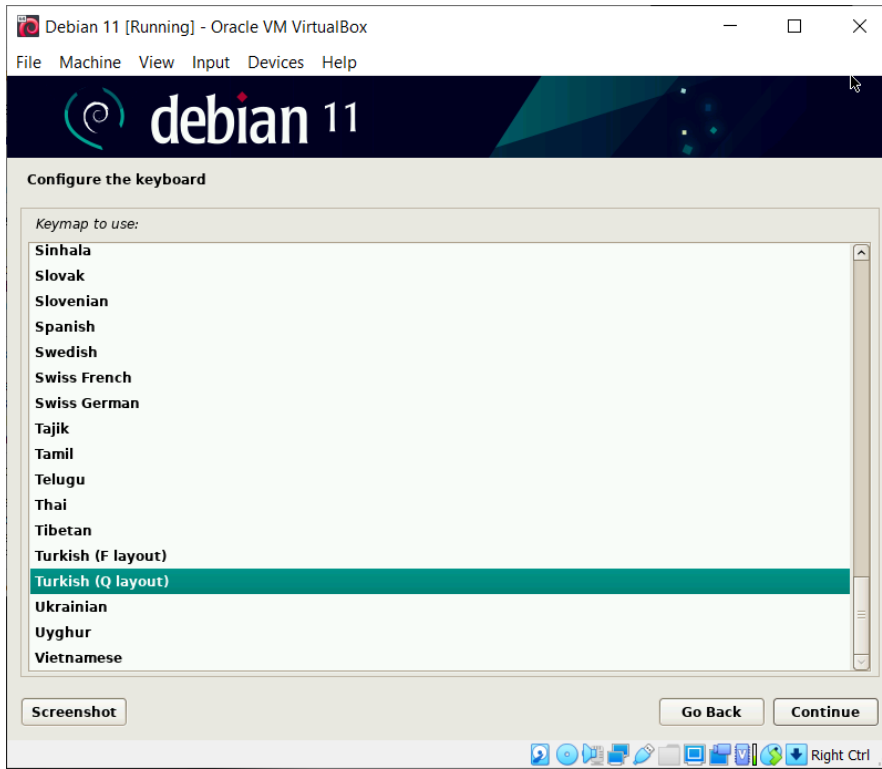 Debian 11 [Running] - Oracle VM VirtualBox
File Machine View Input Devices Help
debian 11
Configure the keyboard
Keymap to use:
Sinhala
Slovak
Slovenian
Spanish
Swedish
Swiss French
Swiss German
Tajik
Tamil
Telugu
Thai
Tibetan
Turkish (F layout)
Turkish (Q layout)
Ukrainian
Uyghur
Vietnamese
Screenshot Go Back Continue
Right Ctrl